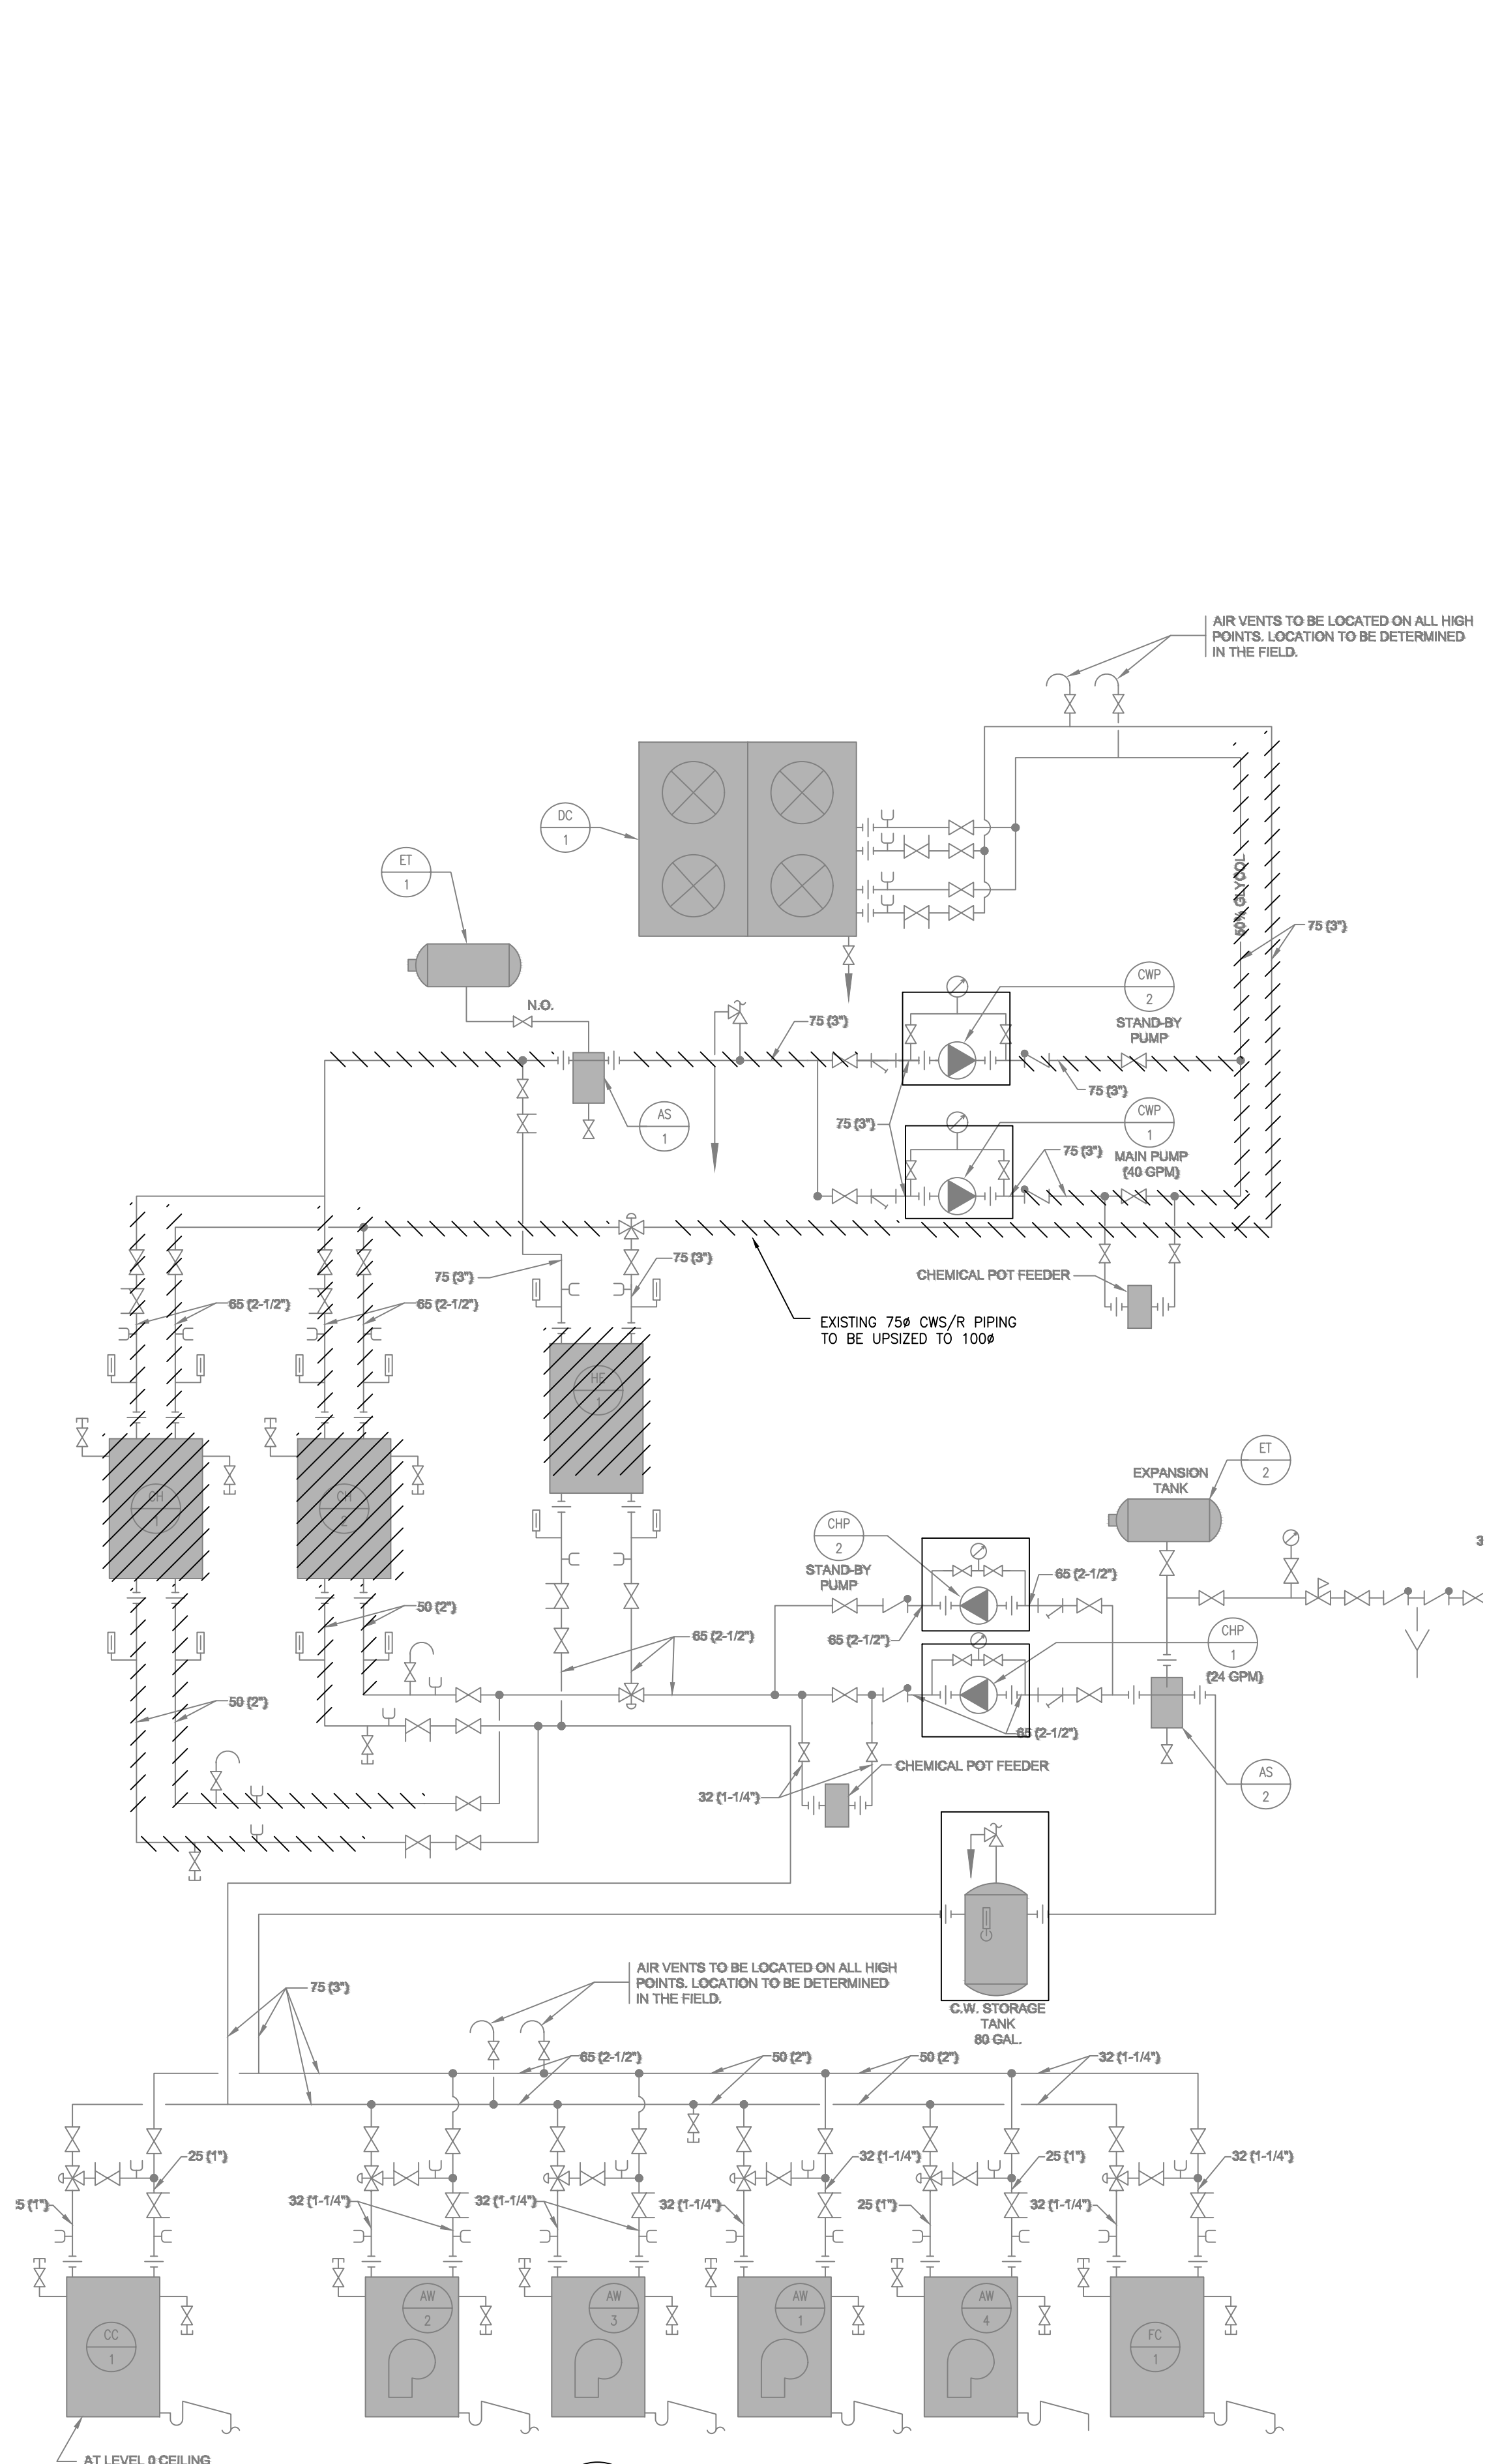 AIR VENTS TO BE LOCATED ON ALL HIGH
POINTS. LOCATION TO BE DETERMINED
IN THE FIELD.
DC
1
ET
1
50% GLYCOL
75 (3")
CWP
2
STAND-BY
PUMP
N.O.
75 (3")
75 (3")
AS
1
75 (3")
CWP
1
MAIN PUMP
(40 GPM)
75 (3")
75 (3")
75 (3")
CHEMICAL POT FEEDER
65 (2-1/2")
65 (2-1/2")
EXISTING 75ø CWS/R PIPING
TO BE UPSIZED TO 100ø
HE
1
CH
1
CH
2
EXPANSION
TANK
ET
2
CHP
2
STAND-BY
PUMP
3
65 (2-1/2")
50 (2")
65 (2-1/2")
65 (2-1/2")
CHP
1
(24 GPM)
50 (2")
65 (2-1/2")
CHEMICAL POT FEEDER
32 (1-1/4")
AS
2
C.W. STORAGE
TANK
80 GAL.
AIR VENTS TO BE LOCATED ON ALL HIGH
POINTS. LOCATION TO BE DETERMINED
IN THE FIELD.
75 (3")
65 (2-1/2")
50 (2")
50 (2")
32 (1-1/4")
25 (1")
32 (1-1/4")
25 (1")
32 (1-1/4")
5 (1")
32 (1-1/4")
32 (1-1/4")
32 (1-1/4")
25 (1")
32 (1-1/4")
CC
1
AW
2
AW
3
AW
1
AW
4
FC
1
AT LEVEL 0 CEILING